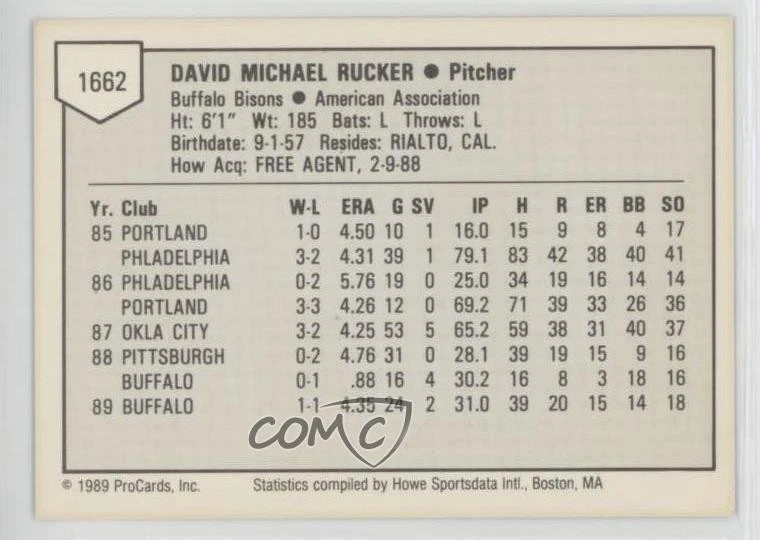 1662
DAVID MICHAEL RUCKER ● Pitcher
Buffalo Bisons ● American Association
Ht: 6'1" Wt: 185 Bats: L Throws: L
Birthdate: 9-1-57 Resides: RIALTO, CAL.
How Acq: FREE AGENT, 2-9-88
Yr. Club W-L ERA G SV IP H R ER BB SO
85 PORTLAND 1-0 4.50 10 1 16.0 15 9 8 4 17
PHLADELPHIA 3-2 4.31 39 1 79.1 83 42 38 40 41
86 PHLADELPHIA 0-2 5.76 19 0 25.0 34 19 16 14 14
PORTLAND 3-3 4.26 12 0 69.2 71 39 33 26 36
87 OKLA CITY 3-2 4.25 53 5 65.2 59 38 31 40 37
88 PITTSBURGH 0-2 4.76 31 0 28.1 39 19 15 9 16
BUFFALO 0-1 .88 16 4 30.2 16 8 3 18 16
89 BUFFALO 1-1 4.35 24 2 31.0 39 20 15 14 18
COMC
© 1989 ProCards, Inc. Statistics compiled by Howe Sportsdata Intl., Boston, MA